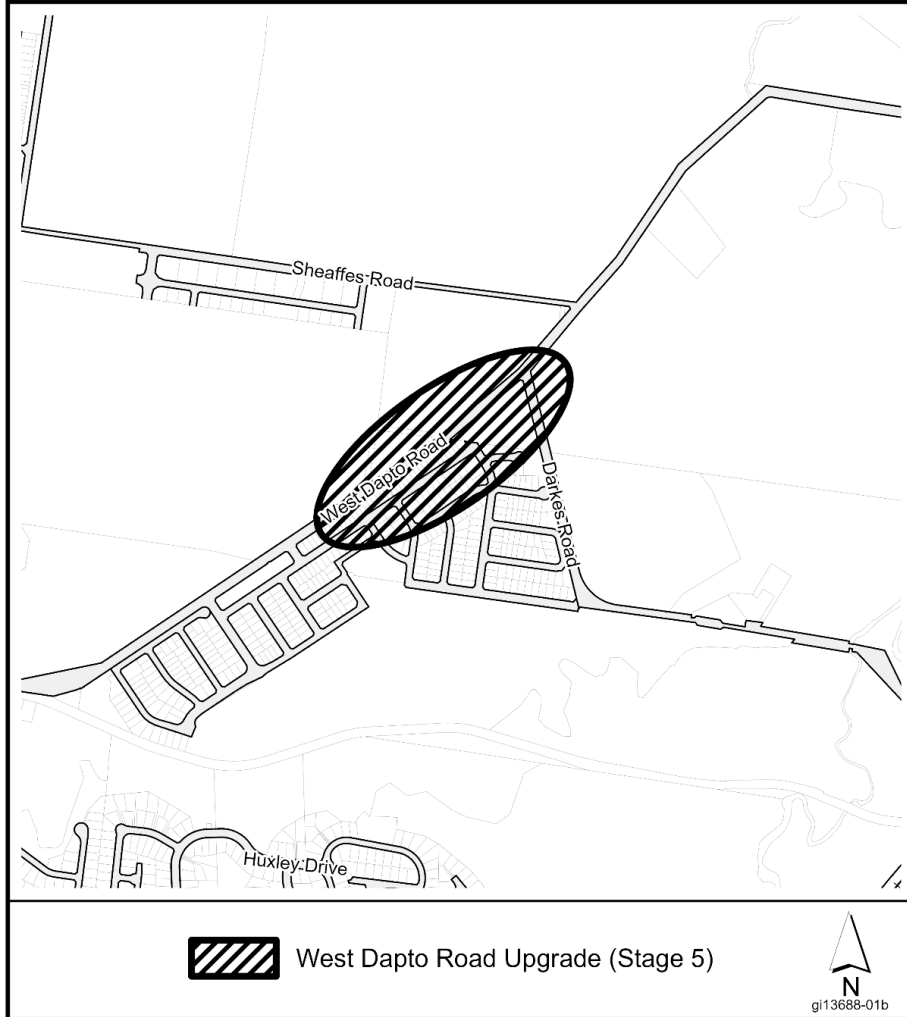 Sheaffes Road
West Dapto Road
Darkes Road
Huxley Drive
West Dapto Road Upgrade (Stage 5)
N
gi13688-01b